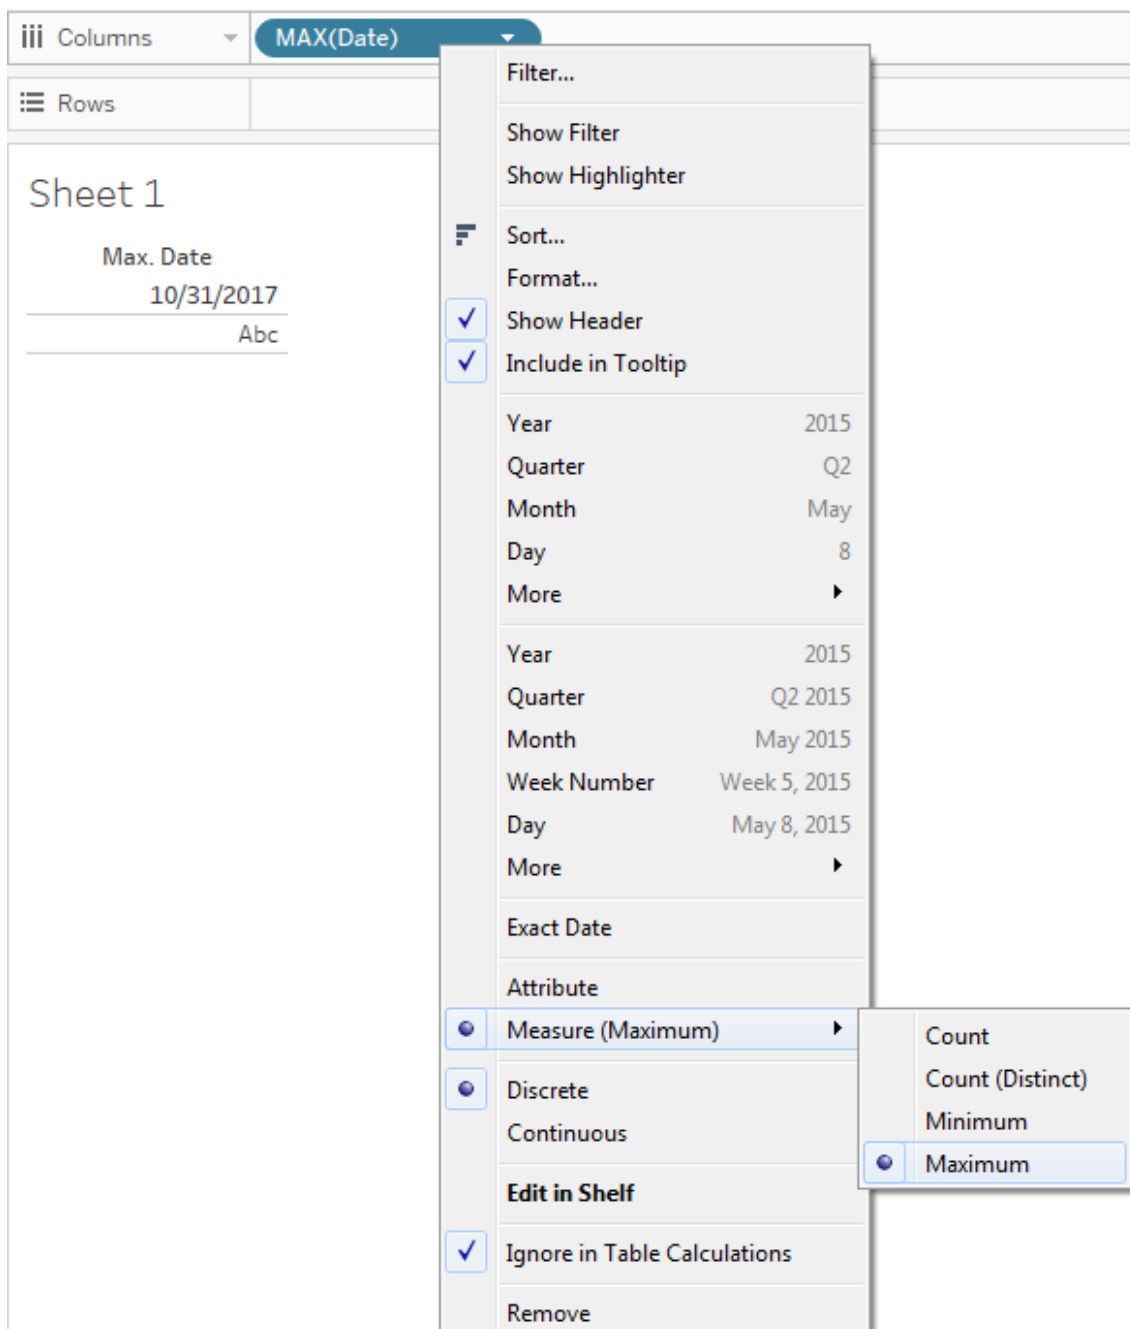 Columns
MAX(Date)
Rows
Sheet 1
Max. Date
10/31/2017
Abc
Filter...
Show Filter
Show Highlighter
Sort...
Format...
Show Header
Include in Tooltip
Year 2015
Quarter Q2
Month May
Day 8
More
Year 2015
Quarter Q2 2015
Month May 2015
Week Number Week 5, 2015
Day May 8, 2015
More
Exact Date
Attribute
Measure (Maximum)
Count
Count (Distinct)
Minimum
Maximum
Discrete
Continuous
Edit in Shelf
Ignore in Table Calculations
Remove